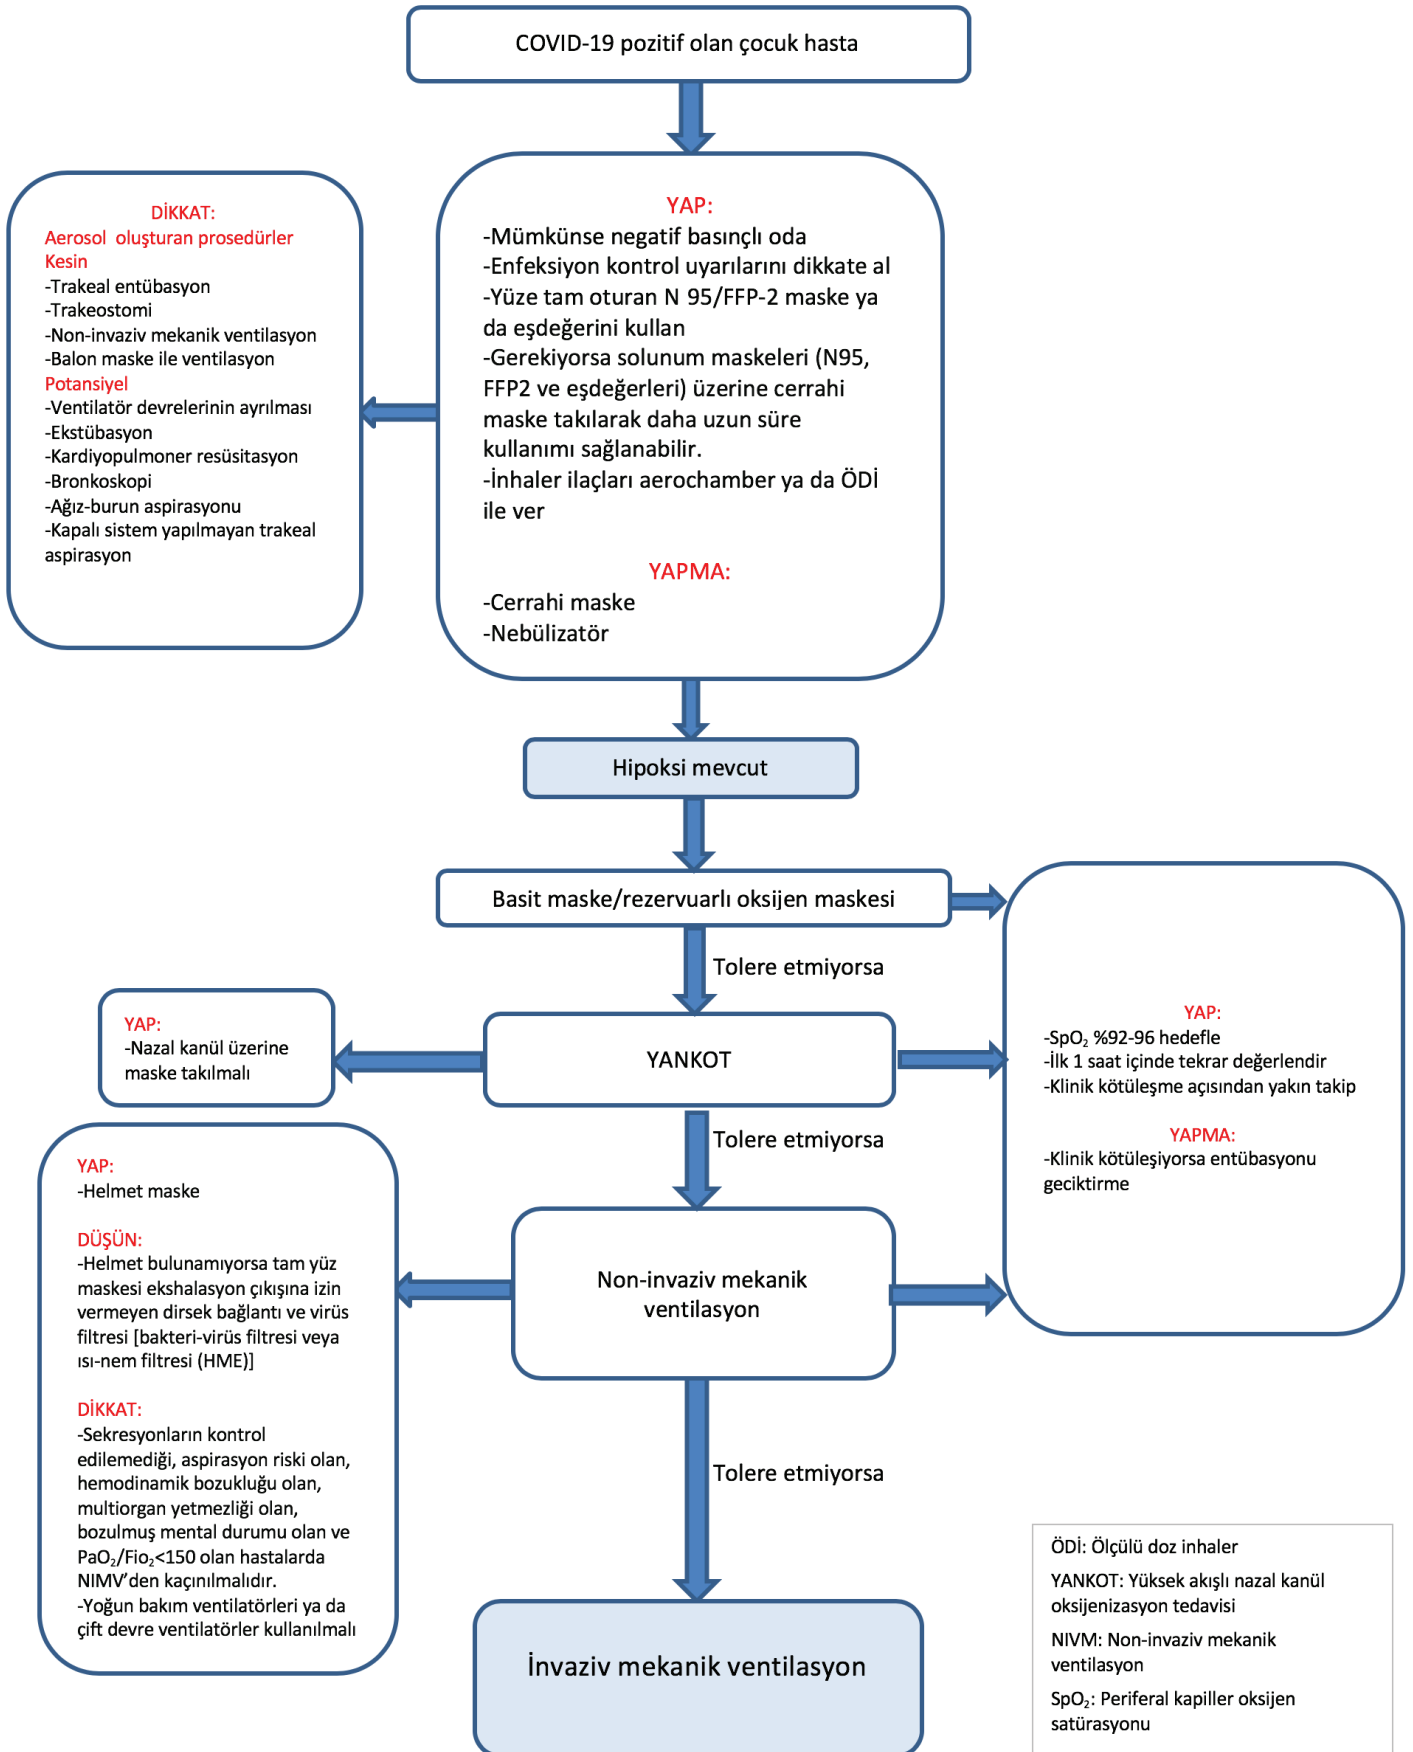 COVID-19 pozitif olan çocuk hasta
DİKKAT:
Aerosol oluşturan prosedürler
Kesin
-Trakeal entübasyon
-Trakeostomi
-Non-invaziv mekanik ventilasyon
-Balon maske ile ventilasyon
Potansiyel
-Ventilatör devrelerinin ayrılması
-Ekstübasyon
-Kardiyopulmoner resüsitasyon
-Bronkoskopi
-Ağız-burun aspirasyonu
-Kapalı sistem yapılmayan trakeal
aspirasyon
YAP:
-Mümkünse negatif basınçlı oda
-Enfeksiyon kontrol uyarılarını dikkate al
-Yüze tam oturan N 95/FFP-2 maske ya
da eşdeğerini kullan
-Gerekiyorsa solunum maskeleri (N95,
FFP2 ve eşdeğerleri) üzerine cerrahi
maske takılarak daha uzun süre
kullanımı sağlanabilir.
-İnhaler ilaçları aerochamber ya da ÖDİ
ile ver
YAPMA:
-Cerrahi maske
-Nebülizatör
Hipoksi mevcut
Basit maske/rezervuarlı oksijen maskesi
Tolere etmiyorsa
YAP:
-Nazal kanül üzerine
maske takılmalı
YANKOT
YAP:
-SpO₂ %92-96 hedefle
-İlk 1 saat içinde tekrar değerlendir
-Klinik kötüleşme açısından yakın takip
YAPMA:
-Klinik kötüleşiyorsa entübasyonu
geciktirme
Tolere etmiyorsa
YAP:
-Helmet maske
DÜŞÜN:
-Helmet bulunamıyorsa tam yüz
maskesi ekshalasyon çıkışına izin
vermeyen dirsek bağlantı ve virüs
filtresi [bakteri-virüs filtresi veya
ısı-nem filtresi (HME)]
DİKKAT:
-Sekresyonların kontrol
edilemediği, aspirasyon riski olan,
hemodinamik bozukluğu olan,
multiorgan yetmezliği olan,
bozulmuş mental durumu olan ve
PaO₂/Fio₂<150 olan hastalarda
NIMV’den kaçınılmalıdır.
-Yoğun bakım ventilatörleri ya da
çift devre ventilatörler kullanılmalı
Non-invaziv mekanik
ventilasyon
Tolere etmiyorsa
İnvaziv mekanik ventilasyon
ÖDİ: Ölçülü doz inhaler
YANKOT: Yüksek akışlı nazal kanül
oksijenizasyon tedavisi
NIVM: Non-invaziv mekanik
ventilasyon
SpO₂: Periferal kapiller oksijen
satürasyonu